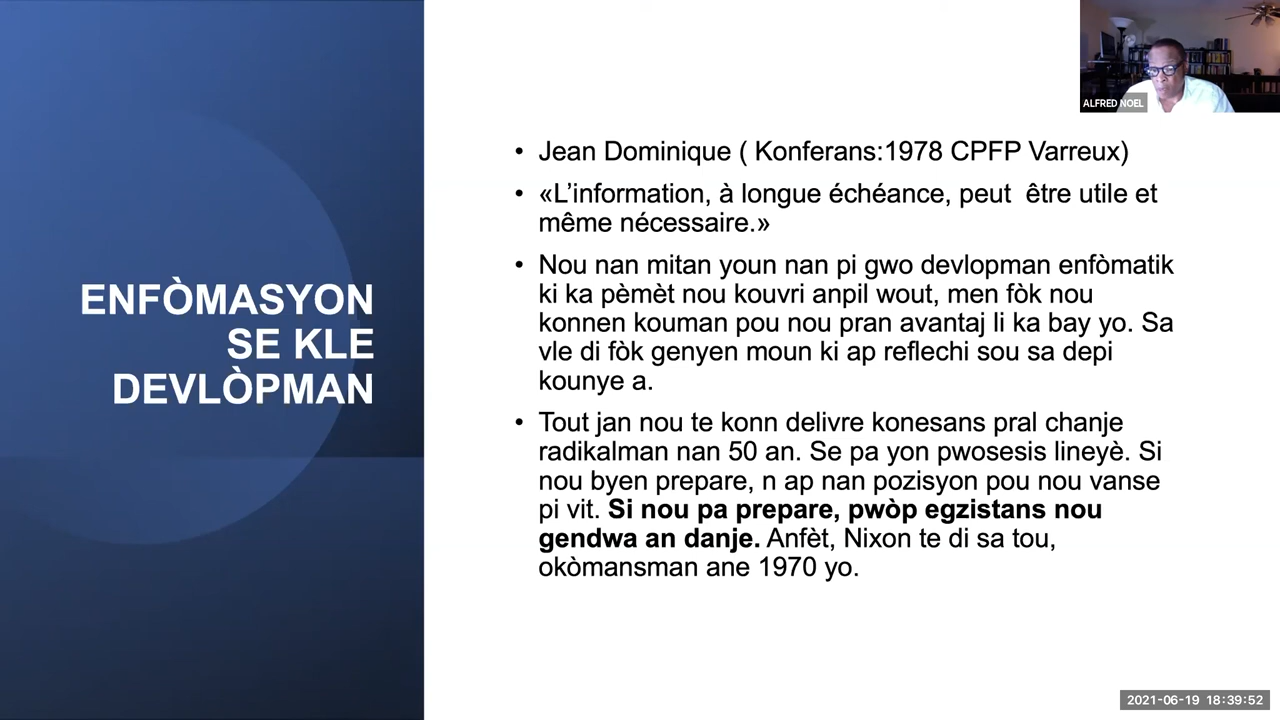 ENFÒMASYON
SE KLE
DEVLÒPMAN
• Jean Dominique ( Konferans:1978 CPFP Varreux)
• «L’information, à longue échéance, peut être utile et
même nécessaire.»
• Nou nan mitan youn nan pi gwo devlopman enfòmatik
ki ka pèmèt nou kouvri anpil wout, men fòk nou
konnen kouman pou nou pran avantaj li ka bay yo. Sa
vle di fòk genyen moun ki ap reflechi sou sa depi
kounye a.
• Tout jan nou te konn delivre konesans pral chanje
radikalman nan 50 an. Se pa yon pwosesis lineyè. Si
nou byen prepare, n ap nan pozisyon pou nou vanse
pi vit. Si nou pa prepare, pwòp egzistans nou
gendwa an danje. Anfèt, Nixon te di sa tou,
okòmansman ane 1970 yo.
ALFRED NOEL
2021-06-19 18:39:52